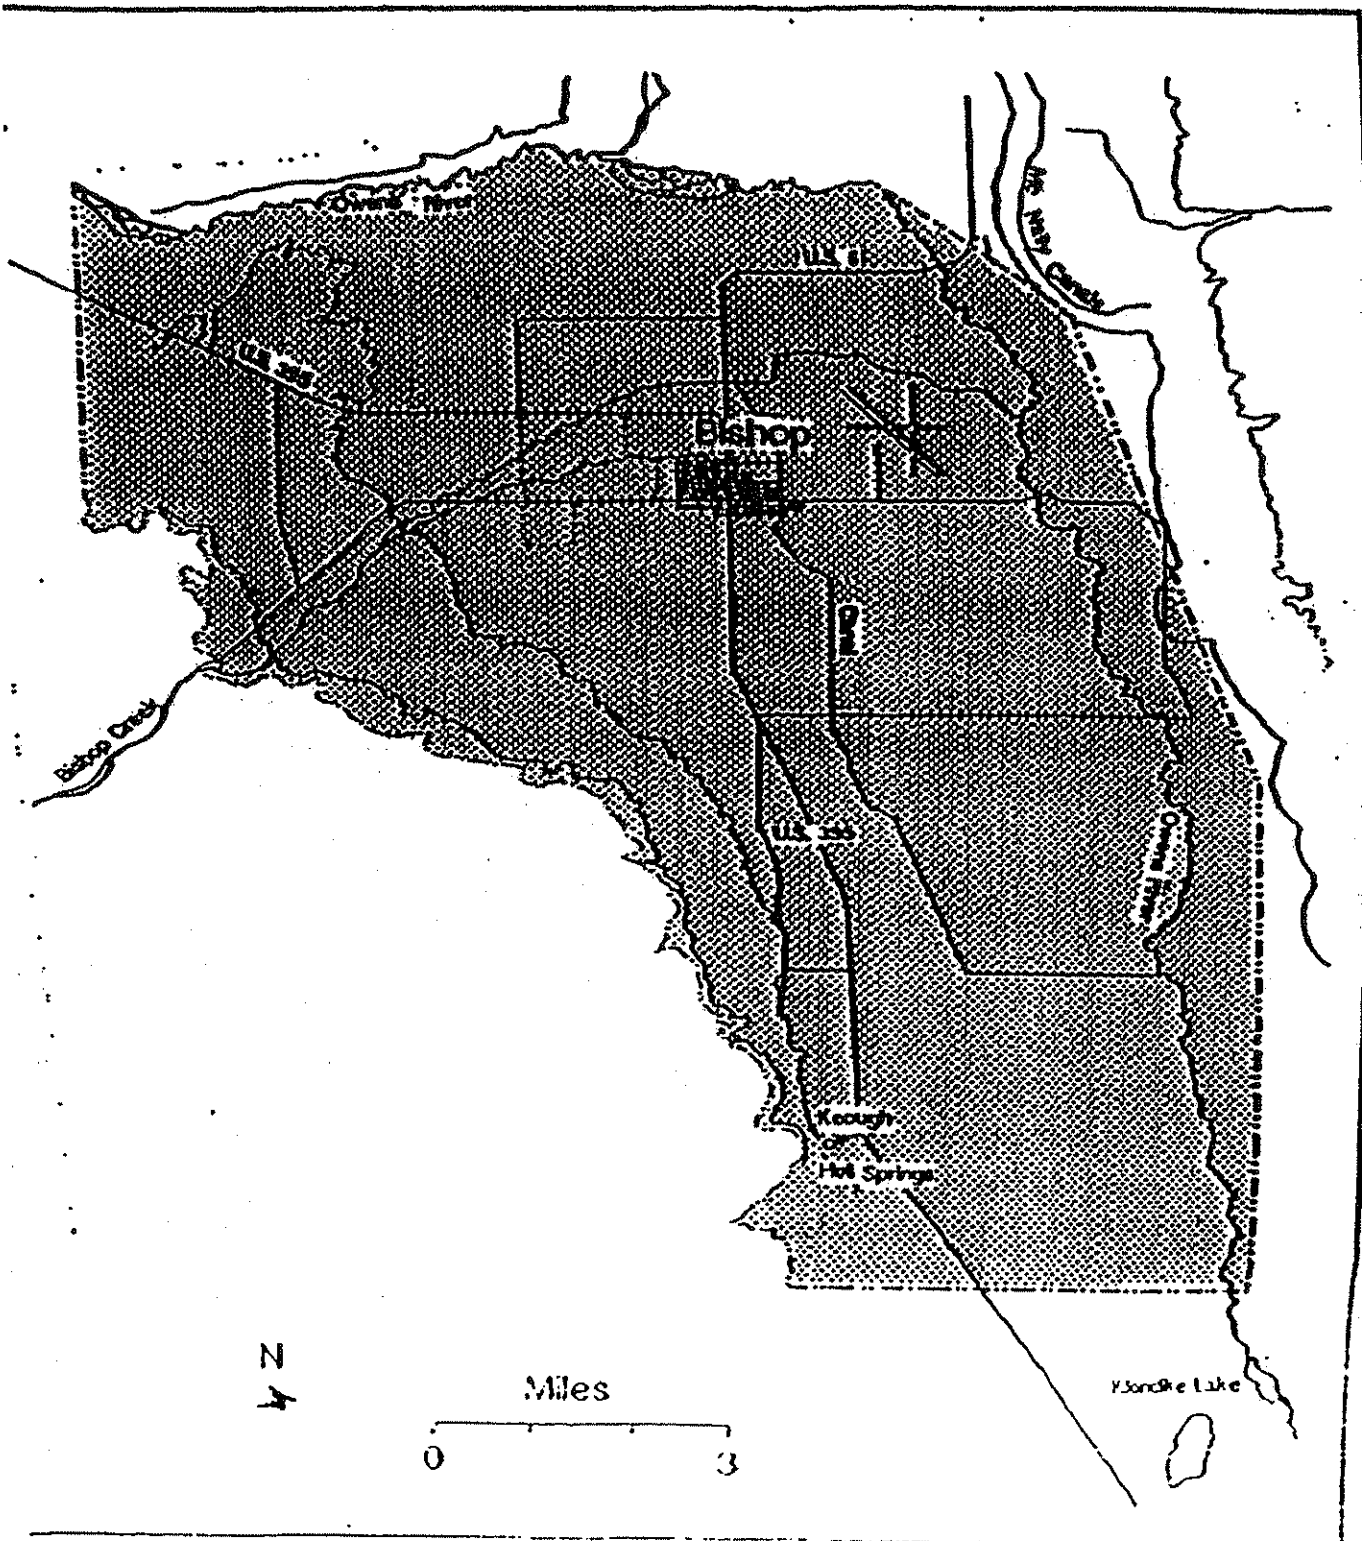 Owens River
U.S. 6
Canals
U.S. 395
Bishop
Canal
Bishop Creek
U.S. 395
Owens River
Keough
Hot Springs
N
Miles
0 3
Klondike Lake